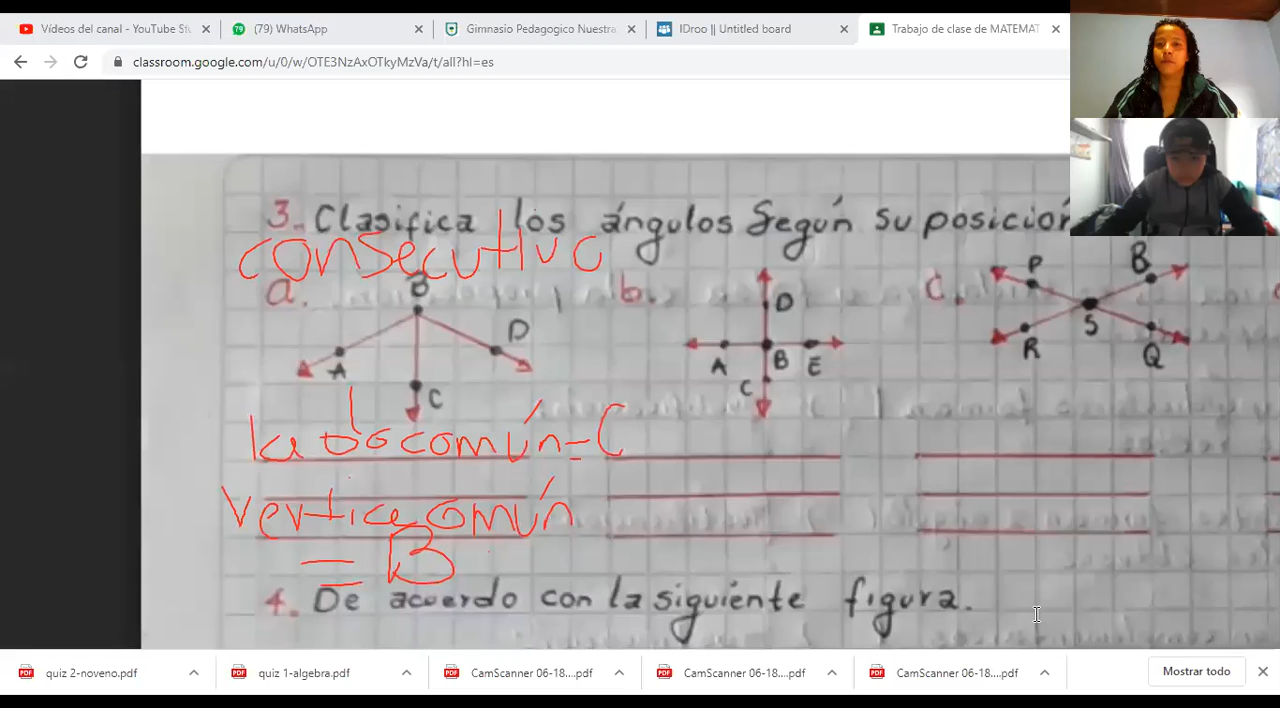 Vídeos del canal - YouTube St
(79) WhatsApp
Gimnasio Pedagogico Nuestra
IDroo || Untitled board
Trabajo de clase de MATEMAT
classroom.google.com/u/0/w/OTE3NzAxOTkyMzVa/t/all?hl=es
3. Clasifica los ángulos Según su posición
consecutivo
a.
b.
c.
B
A
C
D
D
A
B
E
C
P
B
S
R
Q
lado común = C
Vertice común
= B
4. De acuerdo con la siguiente figura.
quiz 2-noveno.pdf
quiz 1-algebra.pdf
CamScanner 06-18....pdf
CamScanner 06-18....pdf
CamScanner 06-18....pdf
Mostrar todo